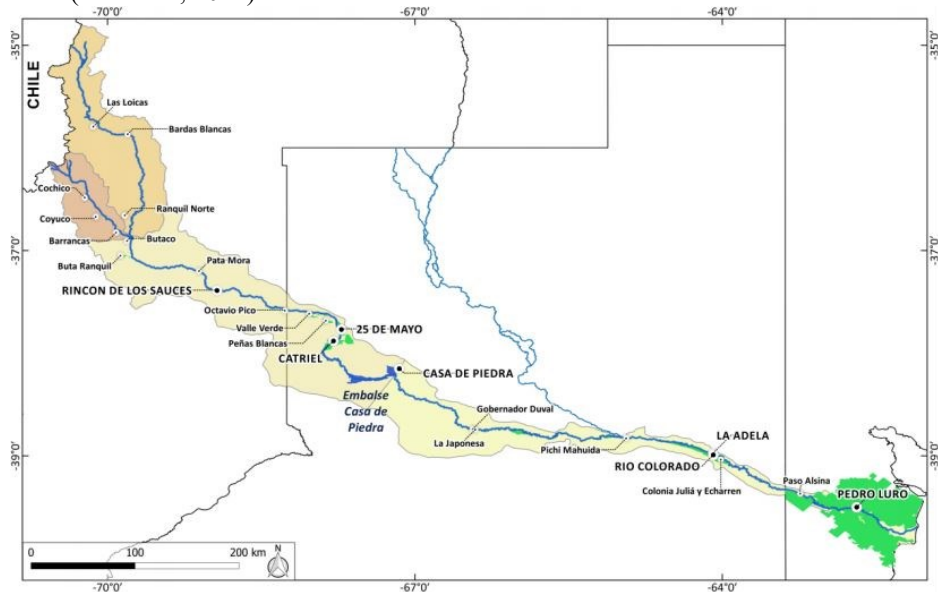 -70°0'
-67°0'
-64°0'
-35°0'
-35°0'
CHILE
Las Loicas
Bardas Blancas
Cochico
Ranquil Norte
Coyuco
Barrancas
Butaco
-37°0'
-37°0'
Buta Ranquil
Pata Mora
RINCON DE LOS SAUCES
Octavio Pico
Valle Verde
25 DE MAYO
Peñas Blancas
CATRIEL
CASA DE PIEDRA
Embalse
Casa de
Piedra
Gobernador Duval
La Japonesa
LA ADELA
Pichi Mahuida
-39°0'
-39°0'
RIO COLORADO
Paso Alsina
Colonia Juliá y Echarren
PEDRO LURO
0
100
200 km
N
-70°0'
-67°0'
-64°0'